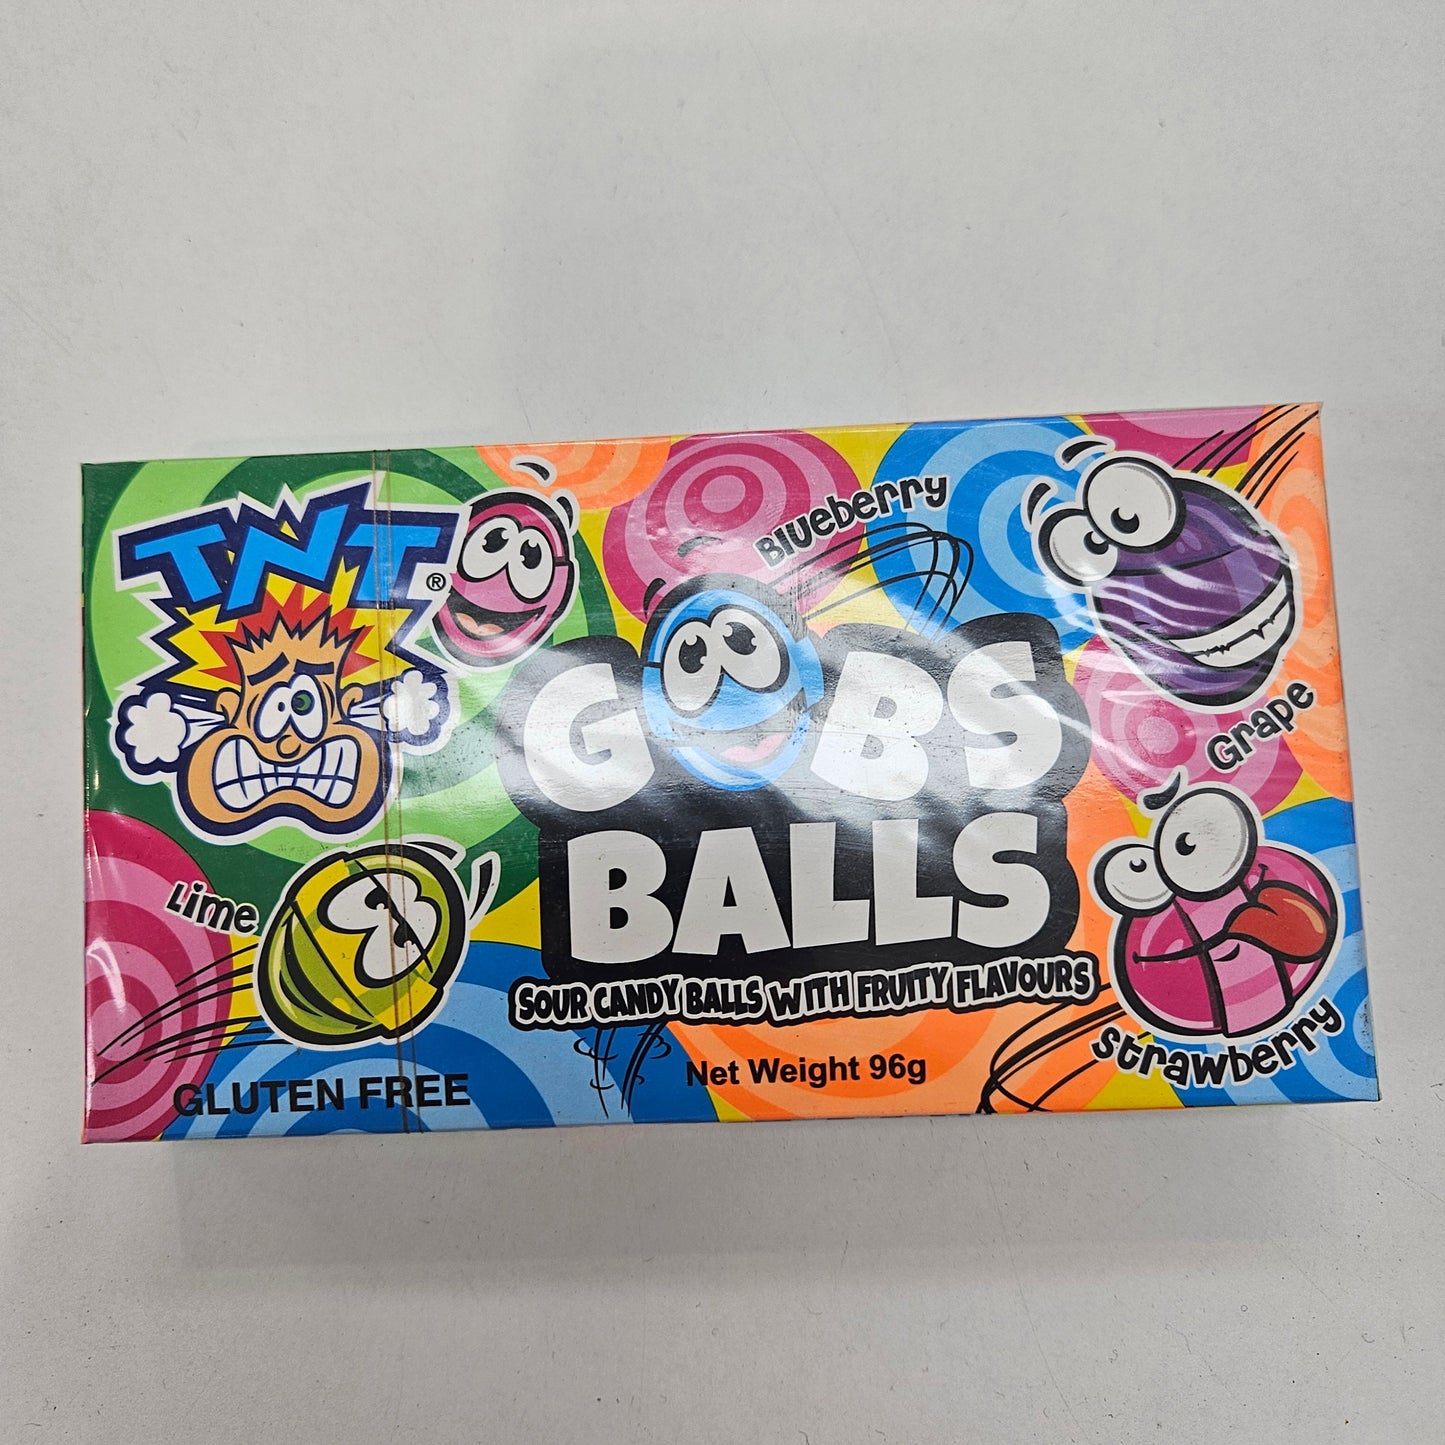 TNT®
Blueberry
Grape
GOBS
BALLS
SOUR CANDY BALLS WITH FRUITY FLAVOURS
Lime
Strawberry
Net Weight 96g
GLUTEN FREE